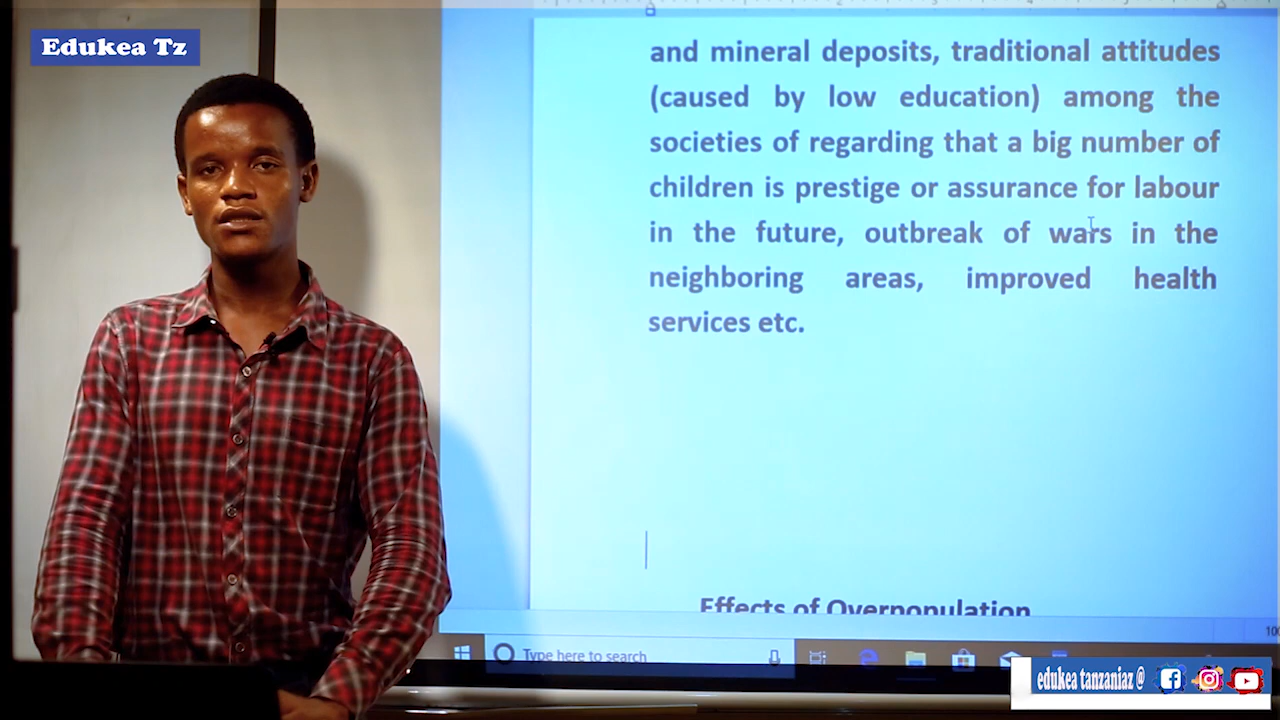 Edukea Tz
and mineral deposits, traditional attitudes
(caused by low education) among the
societies of regarding that a big number of
children is prestige or assurance for labour
in the future, outbreak of wars in the
neighboring areas, improved health
services etc.
Effects of Overpopulation
100
Type here to search
edukea tanzaniaz @